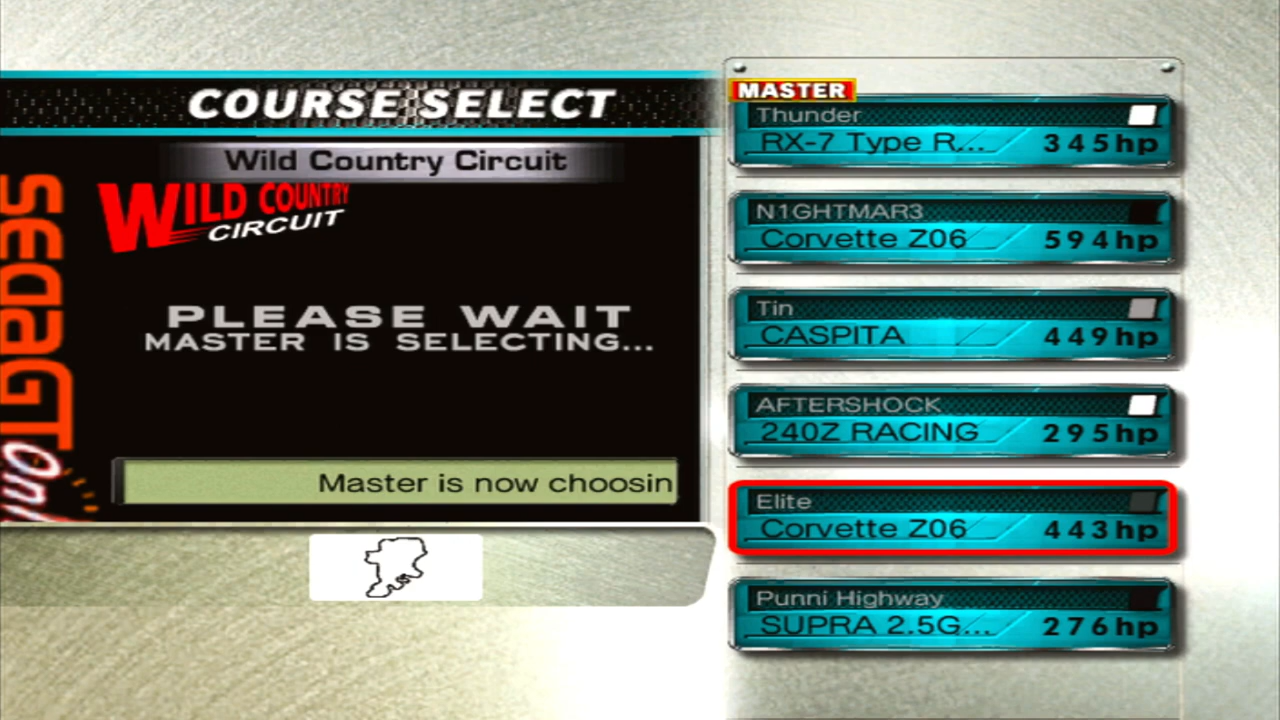 COURSE SELECT
Wild Country Circuit
WILD COUNTRY
CIRCUIT
PLEASE WAIT
MASTER IS SELECTING...
Master is now choosin
SEGaGT
Onl
MASTER
Thunder
RX-7 Type R... 345hp
N1GHTMAR3
Corvette Z06 594hp
Tin
CASPITA 449hp
AFTERSHOCK
240Z RACING 295hp
Elite
Corvette Z06 443hp
Punni Highway
SUPRA 2.5G... 276hp